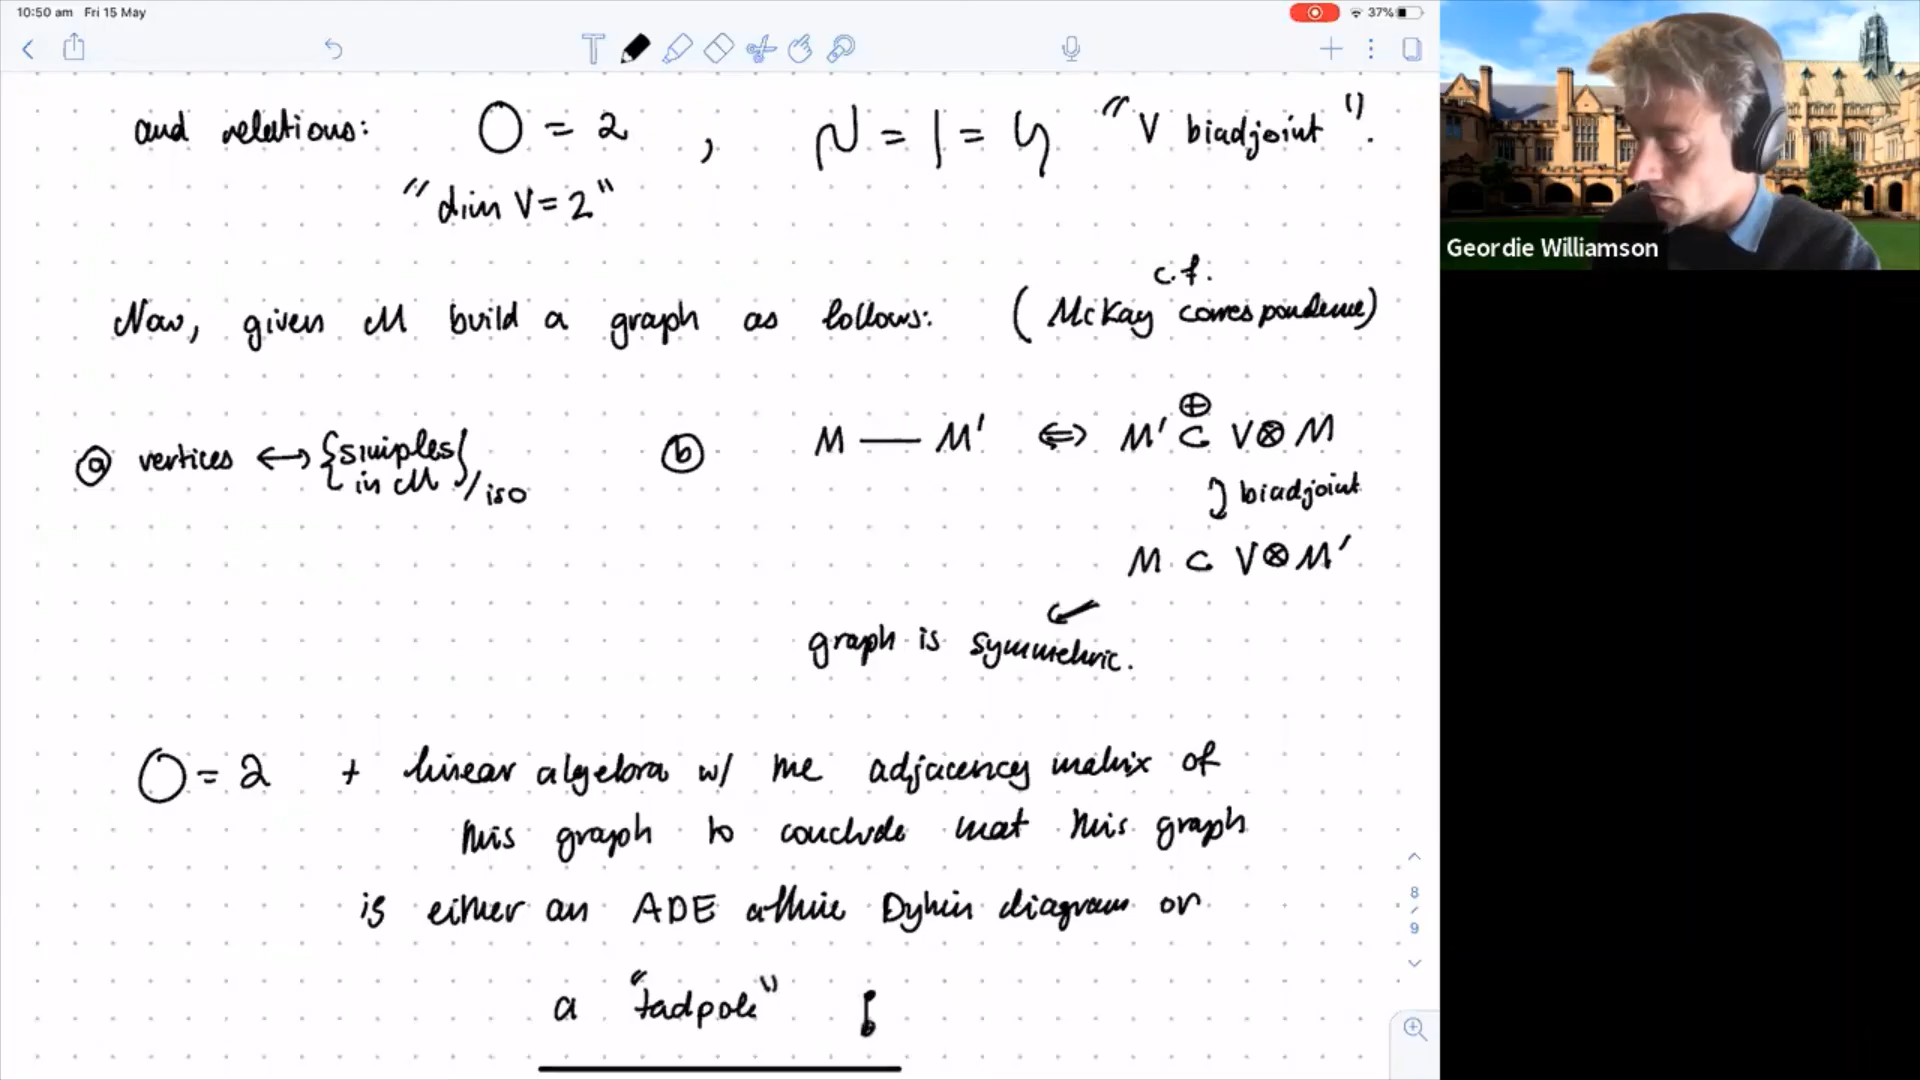 10:50 am Fri 15 May
37%
and relations: O = 2 , N = | = Ƨ "V biadjoint".
"dim V = 2"
Now, given M build a graph as follows: (c.f. McKay correspondence)
ⓐ vertices ↔ {simples in M}/iso
ⓑ M — M' ⇔ M' ⊂⊕ V⊗M
biadjoint
M ⊂ V⊗M'
graph is symmetric.
O = 2 + linear algebra w/ the adjacency matrix of
this graph to conclude that this graph
is either an ADE affine Dynkin diagram or
a "tadpole"
8 / 9
Geordie Williamson